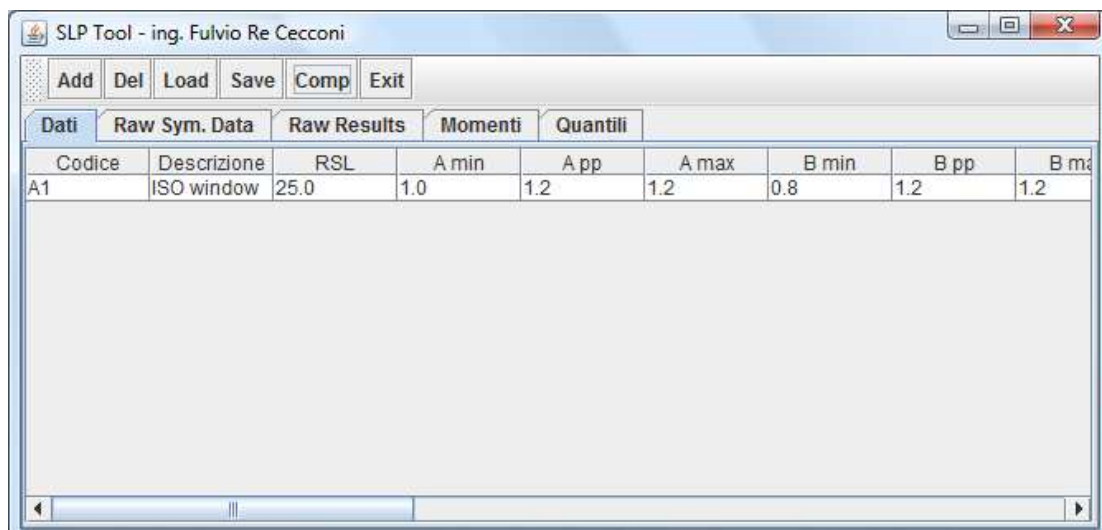 SLP Tool - ing. Fulvio Re Cecconi
Add Del Load Save Comp Exit
Dati Raw Sym. Data Raw Results Momenti Quantili
Codice Descrizione RSL A min A pp A max B min B pp B ma
A1 ISO window 25.0 1.0 1.2 1.2 0.8 1.2 1.2